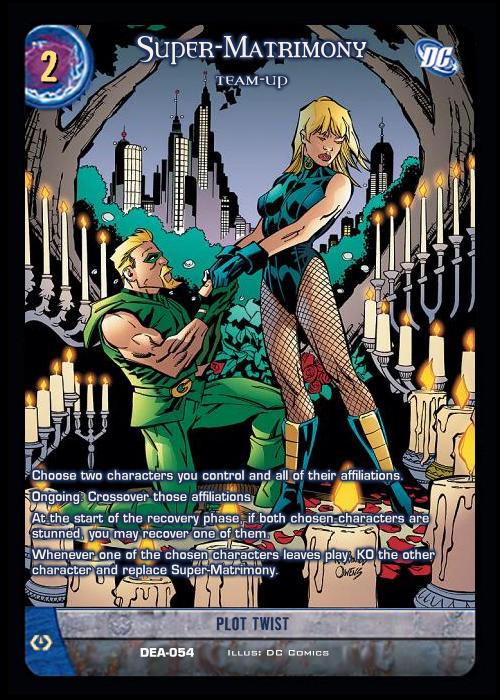 2
Super-Matrimony
DC
TEAM-UP
Choose two characters you control and all of their affiliations.
Ongoing: Crossover those affiliations
At the start of the recovery phase, if both chosen characters are
stunned, you may recover one of them.
Whenever one of the chosen characters leaves play, KO the other
character and replace Super-Matrimony.
Owens
PLOT TWIST
DEA-054 Illus: DC Comics